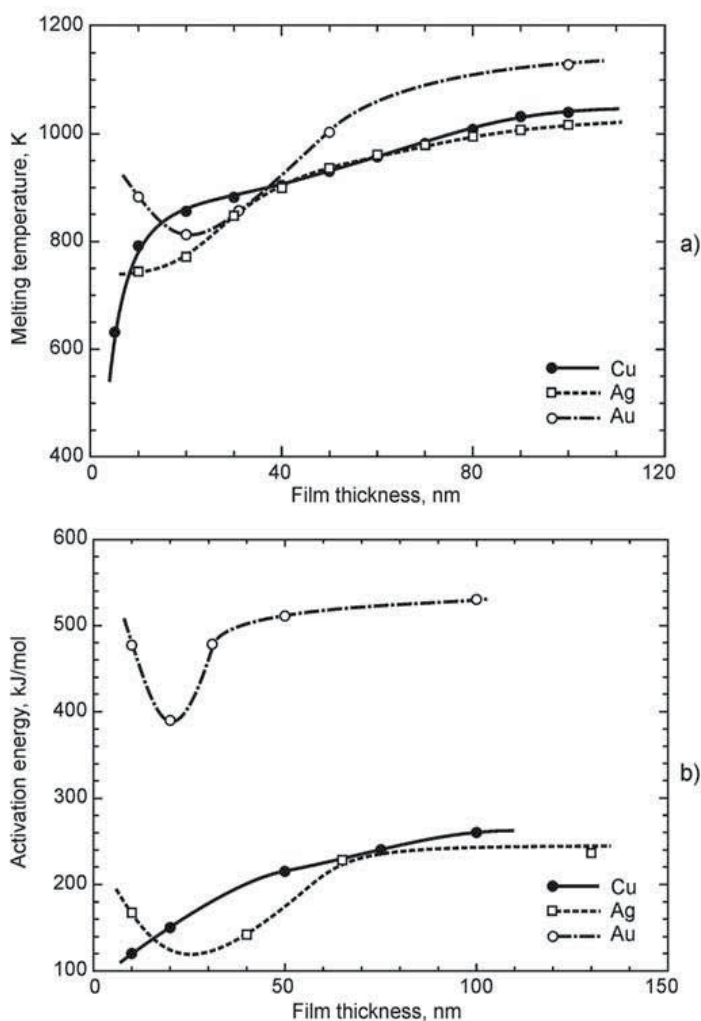 1200
1000
800
600
400
Melting temperature, K
0
40
80
120
Film thickness, nm
Cu
Ag
Au
a)
600
500
400
300
200
100
Activation energy, kJ/mol
0
50
100
150
Film thickness, nm
Cu
Ag
Au
b)